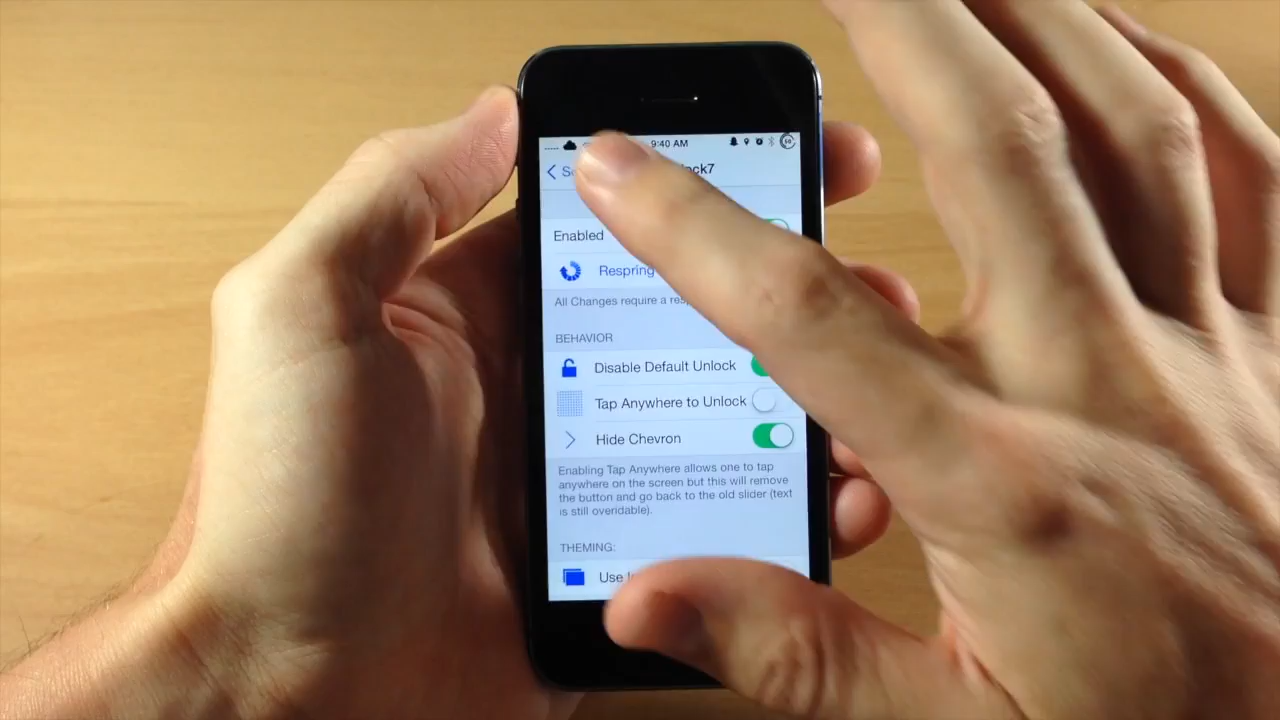 9:40 AM
ock7
Enabled
Respring
All Changes require a res
BEHAVIOR
Disable Default Unlock
Tap Anywhere to Unlock
Hide Chevron
Enabling Tap Anywhere allows one to tap
anywhere on the screen but this will remove
the button and go back to the old slider (text
is still overidable).
THEMING:
Use